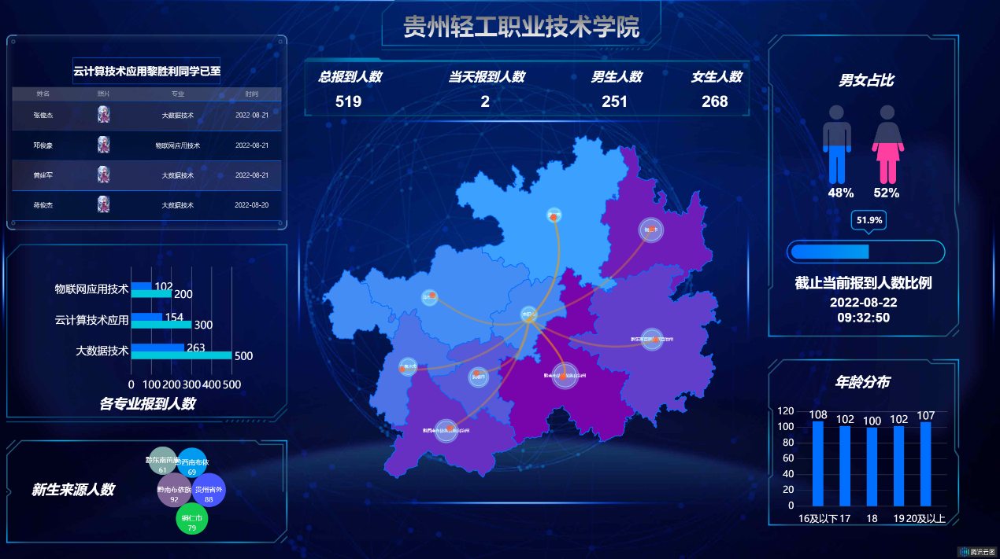 贵州轻工职业技术学院
云计算技术应用黎胜利同学已至
姓名 照片 专业 时间
张俊杰 大数据技术 2022-08-21
邓俊豪 物联网应用技术 2022-08-21
曾建军 大数据技术 2022-08-21
蒋俊杰 大数据技术 2022-08-20
总报到人数 当天报到人数 男生人数 女生人数
519 2 251 268
男女占比
48% 52%
51.9%
截止当前报到人数比例
2022-08-22
09:32:50
物联网应用技术 102 200
云计算技术应用 154 300
大数据技术 263 500
0 100 200 300 400 500
各专业报到人数
新生来源人数
黔东南苗族
61
黔西南布依
69
黔南布依族
92
贵州省外
88
铜仁市
79
年龄分布
120
100
80
60
40
20
0
108 102 100 102 107
16及以下 17 18 19 20及以上
腾讯云图